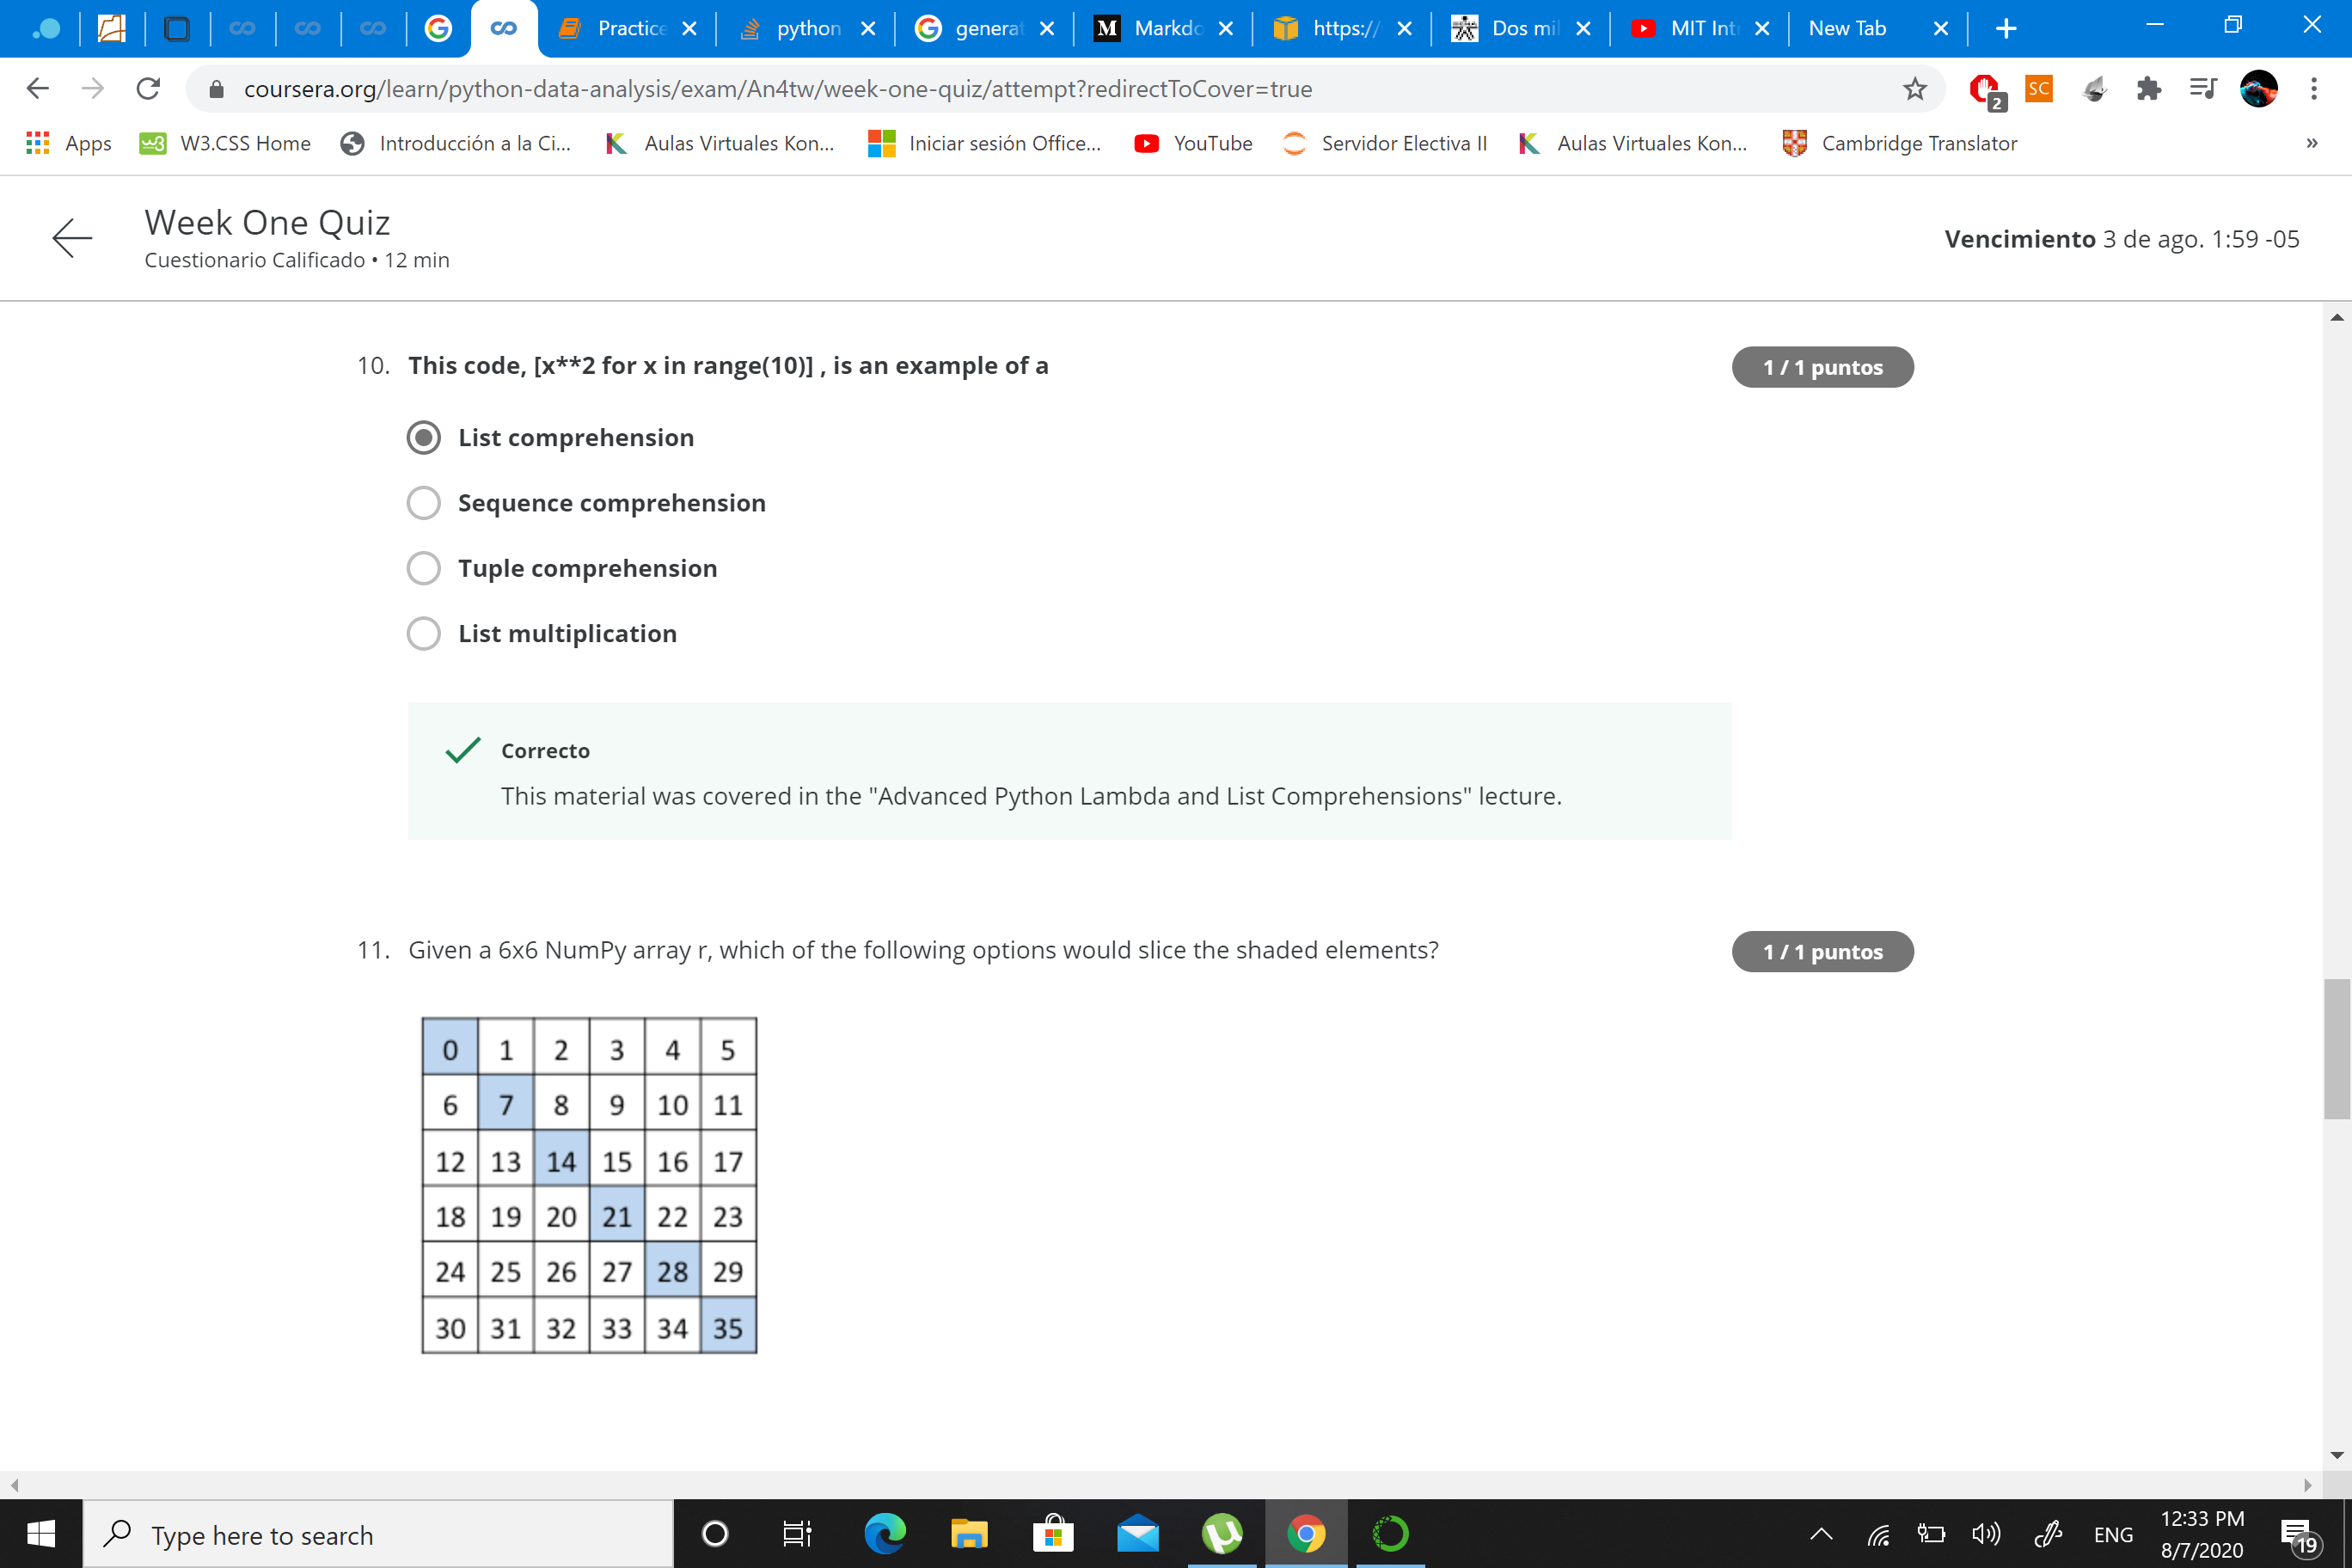 Practice
python
generat
Markdo
https://
Dos mil
MIT Intr
New Tab
coursera.org/learn/python-data-analysis/exam/An4tw/week-one-quiz/attempt?redirectToCover=true
SC
2
Apps
W3.CSS Home
Introducción a la Ci...
Aulas Virtuales Kon...
Iniciar sesión Office...
YouTube
Servidor Electiva II
Aulas Virtuales Kon...
Cambridge Translator
»
Week One Quiz
Cuestionario Calificado • 12 min
Vencimiento 3 de ago. 1:59 -05
10. This code, [x**2 for x in range(10)] , is an example of a
1 / 1 puntos
List comprehension
Sequence comprehension
Tuple comprehension
List multiplication
Correcto
This material was covered in the "Advanced Python Lambda and List Comprehensions" lecture.
11. Given a 6x6 NumPy array r, which of the following options would slice the shaded elements?
1 / 1 puntos
0 1 2 3 4 5
6 7 8 9 10 11
12 13 14 15 16 17
18 19 20 21 22 23
24 25 26 27 28 29
30 31 32 33 34 35
Type here to search
ENG
12:33 PM
8/7/2020
19